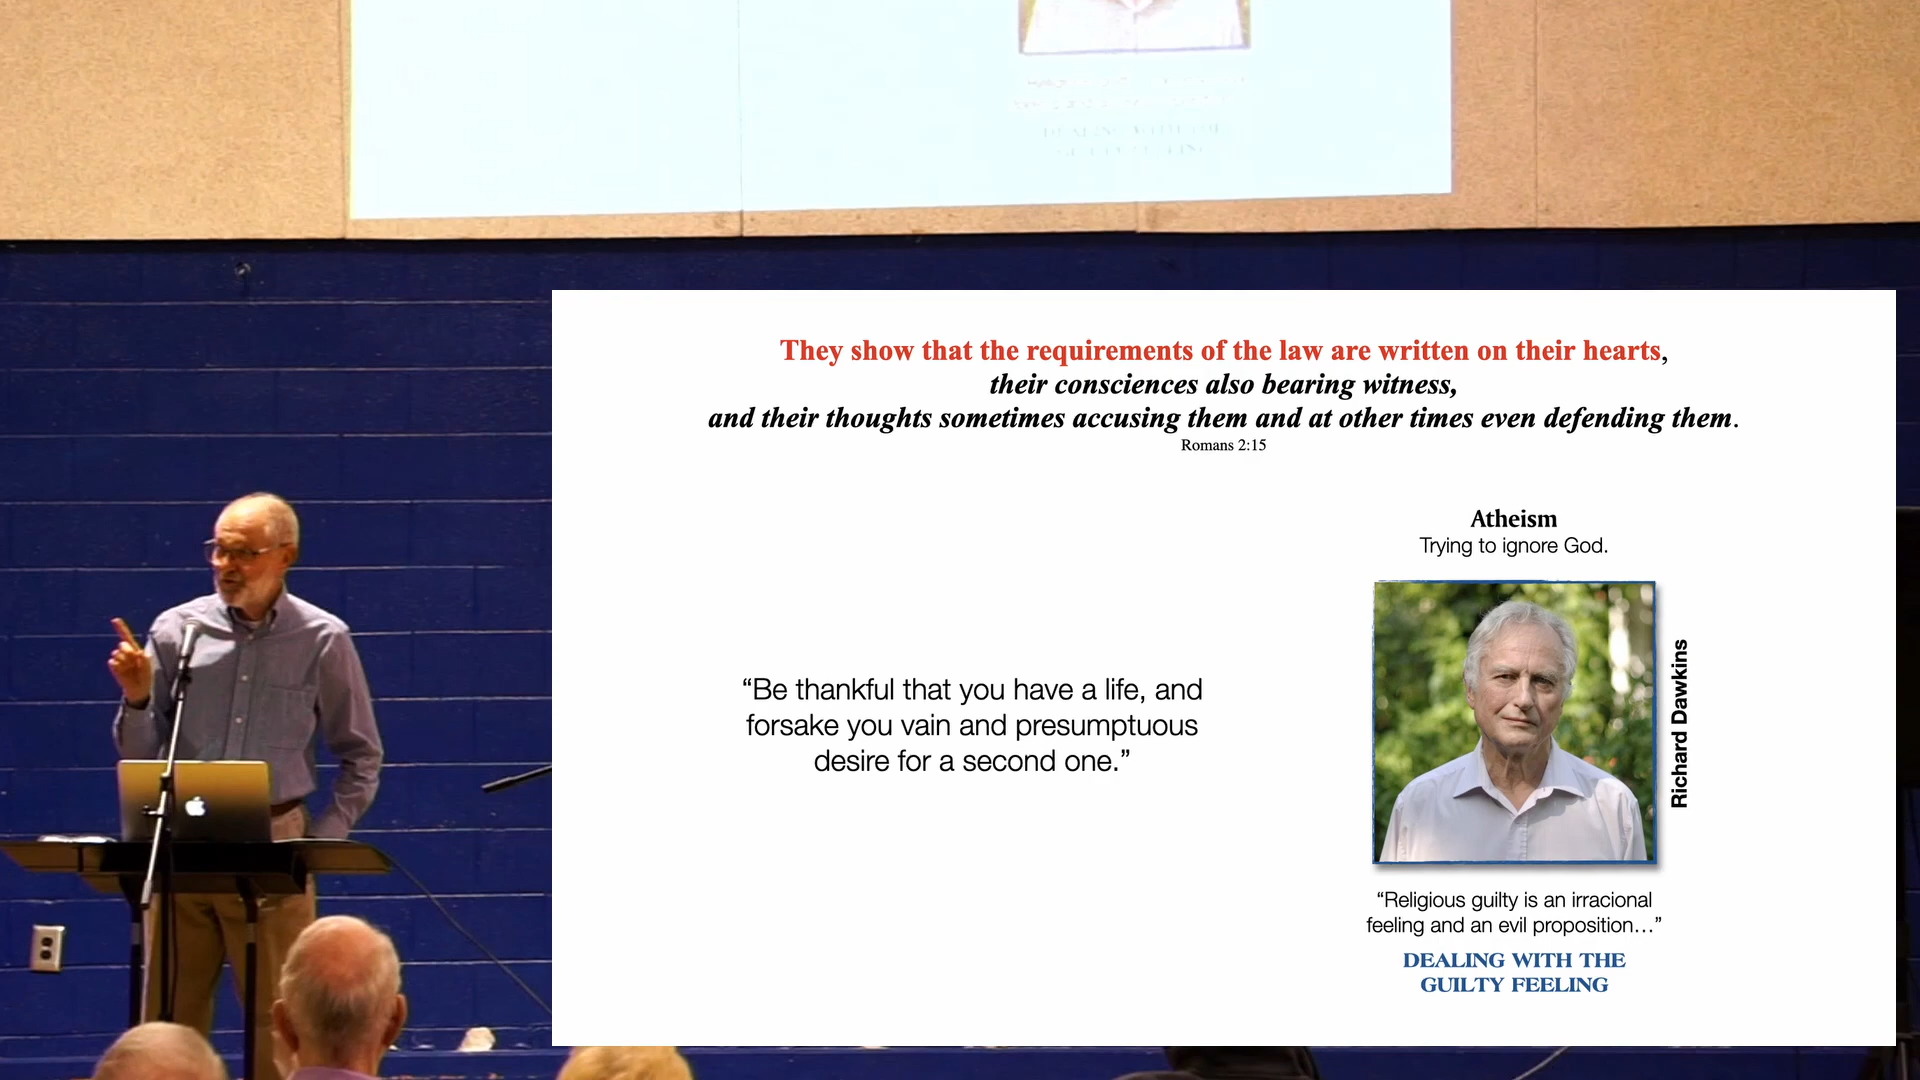 DEALING WITH THE
They show that the requirements of the law are written on their hearts,
their consciences also bearing witness,
and their thoughts sometimes accusing them and at other times even defending them.
Romans 2:15
Atheism
Trying to ignore God.
“Be thankful that you have a life, and
forsake you vain and presumptuous
desire for a second one.”
Richard Dawkins
“Religious guilty is an irracional
feeling and an evil proposition...”
DEALING WITH THE
GUILTY FEELING